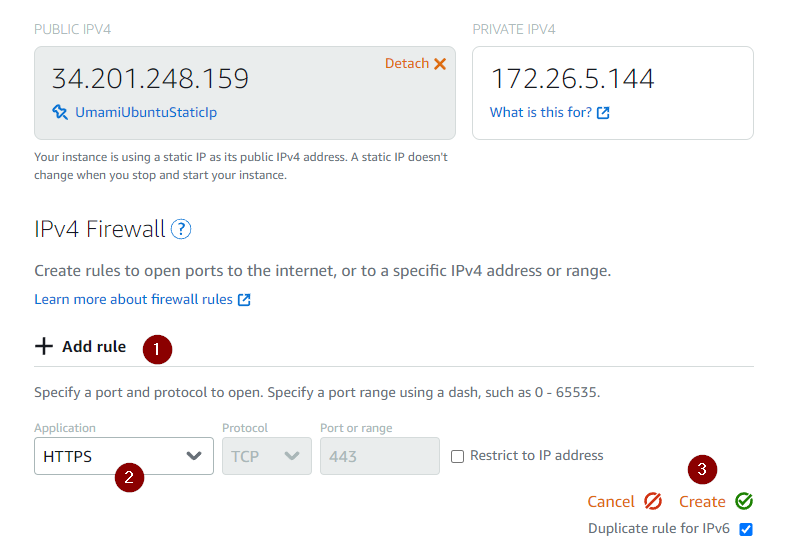 PUBLIC IPV4
PRIVATE IPV4
34.201.248.159
Detach
UmamiUbuntuStaticIp
172.26.5.144
What is this for?
Your instance is using a static IP as its public IPv4 address. A static IP doesn't
change when you stop and start your instance.
IPv4 Firewall ?
Create rules to open ports to the internet, or to a specific IPv4 address or range.
Learn more about firewall rules
Add rule 1
Specify a port and protocol to open. Specify a port range using a dash, such as 0 - 65535.
Application Protocol Port or range
HTTPS TCP 443 Restrict to IP address
2
3
Cancel Create
Duplicate rule for IPv6